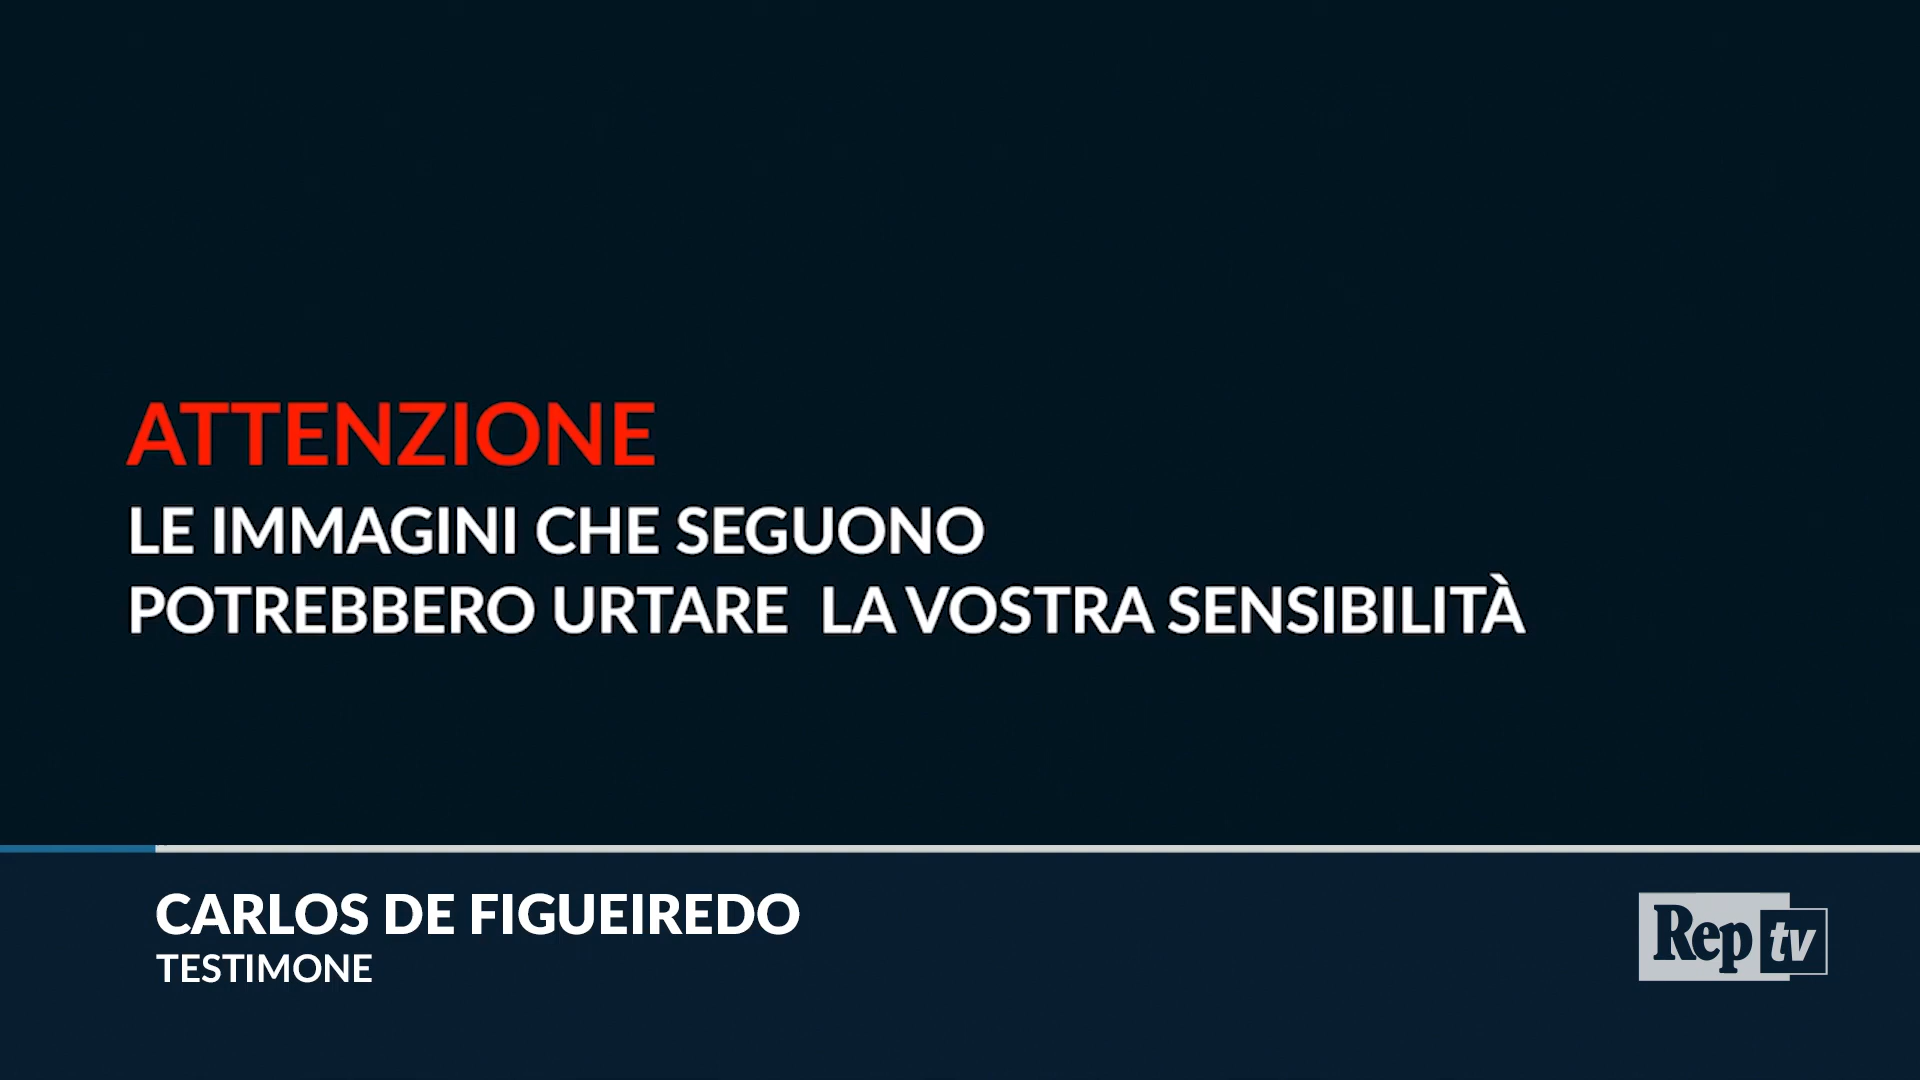 ATTENZIONE
LE IMMAGINI CHE SEGUONO
POTREBBERO URTARE  LA VOSTRA SENSIBILITÀ
CARLOS DE FIGUEIREDO
TESTIMONE
Rep tv